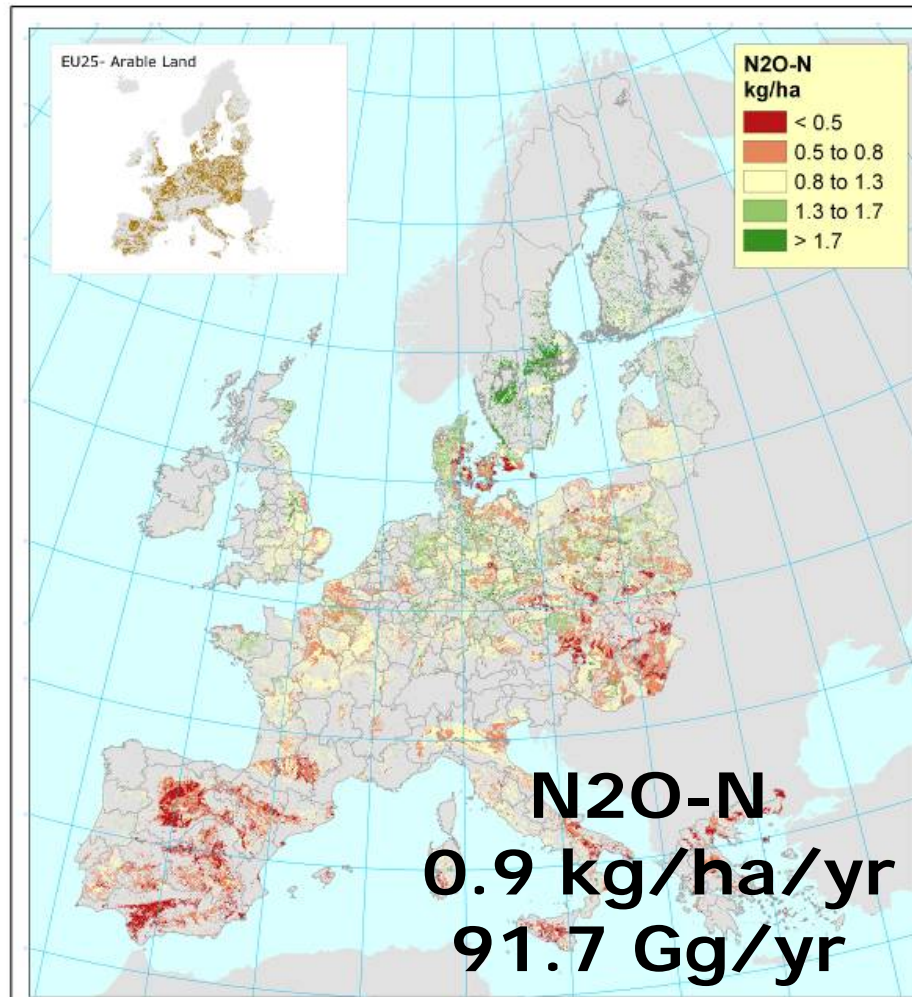 EU25- Arable Land
N2O-N
kg/ha
< 0.5
0.5 to 0.8
0.8 to 1.3
1.3 to 1.7
> 1.7
N2O-N
0.9 kg/ha/yr
91.7 Gg/yr